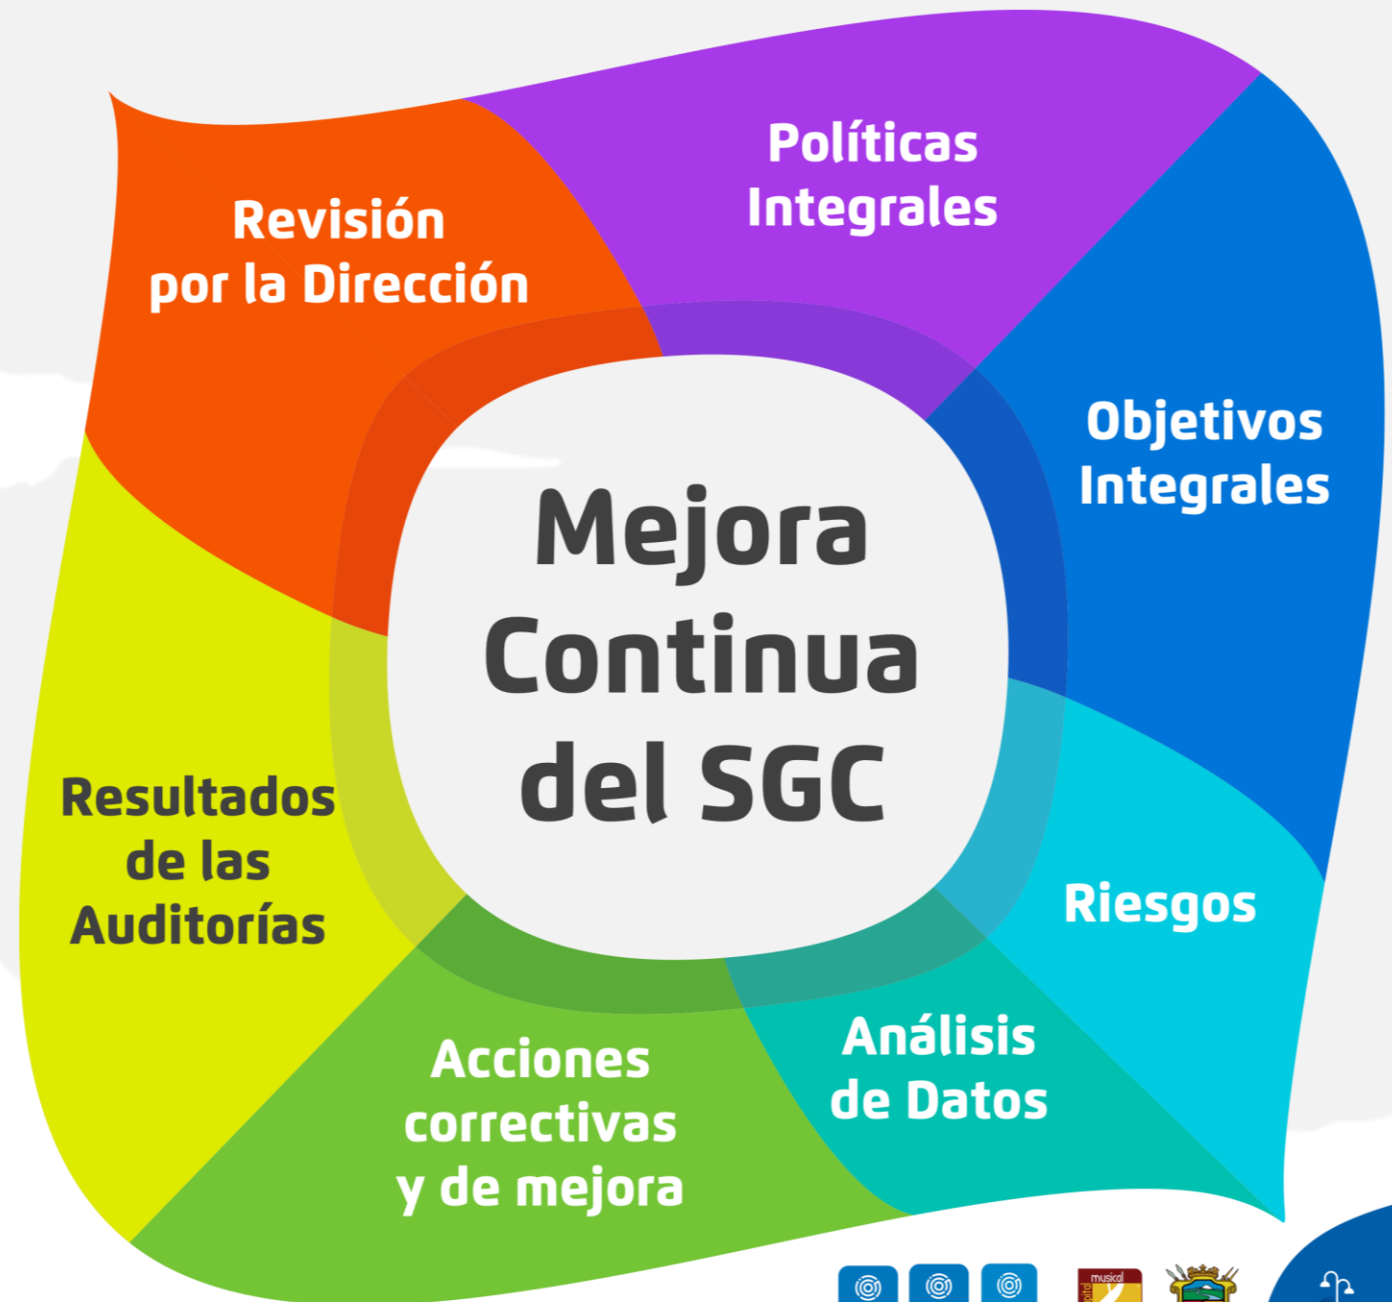 Políticas
Integrales
Revisión
por la Dirección
Objetivos
Integrales
Mejora
Continua
del SGC
Resultados
de las
Auditorías
Riesgos
Análisis
de Datos
Acciones
correctivas
y de mejora
musical